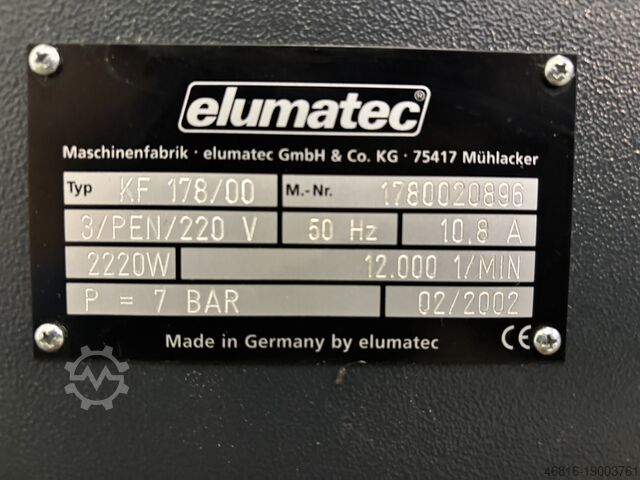 elumatec®
Maschinenfabrik · elumatec GmbH & Co. KG · 75417 Mühlacker
Typ KF 178/00 M.-Nr. 1780020896
3/PEN/220 V 50 Hz 10,8 A
2220W 12.000 1/MIN
P = 7 BAR 02/2002
Made in Germany by elumatec CE
46816-19003761